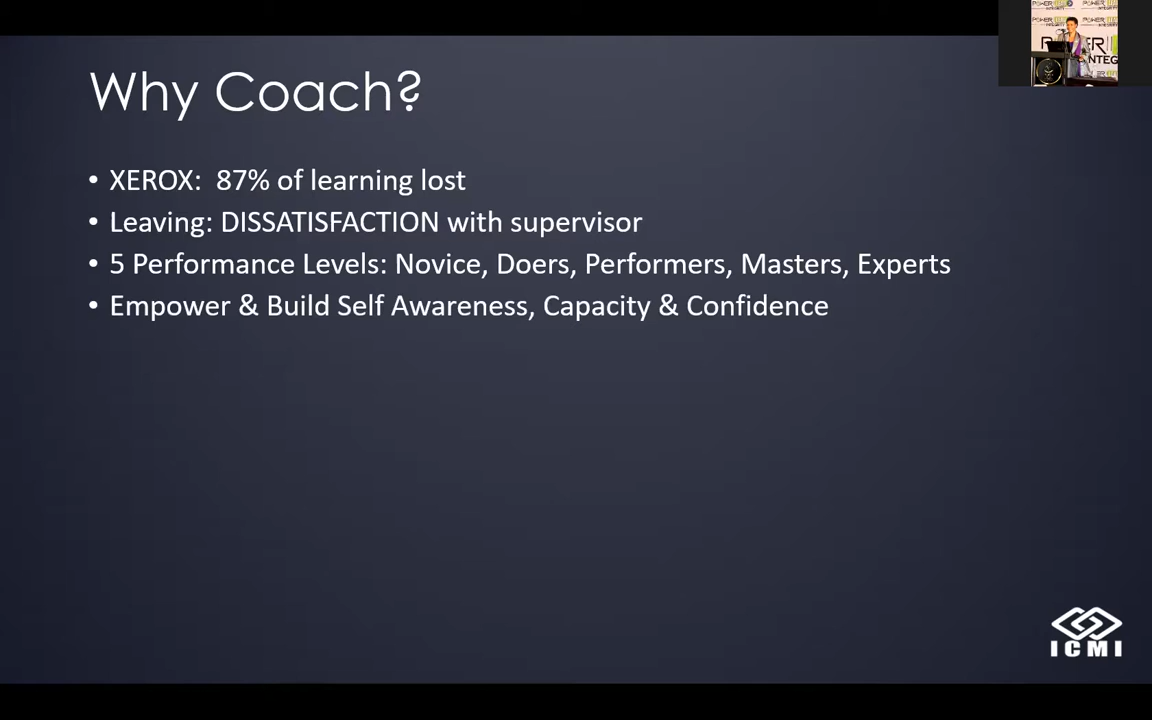 Why Coach?
• XEROX:  87% of learning lost
• Leaving: DISSATISFACTION with supervisor
• 5 Performance Levels: Novice, Doers, Performers, Masters, Experts
• Empower & Build Self Awareness, Capacity & Confidence
ICMI